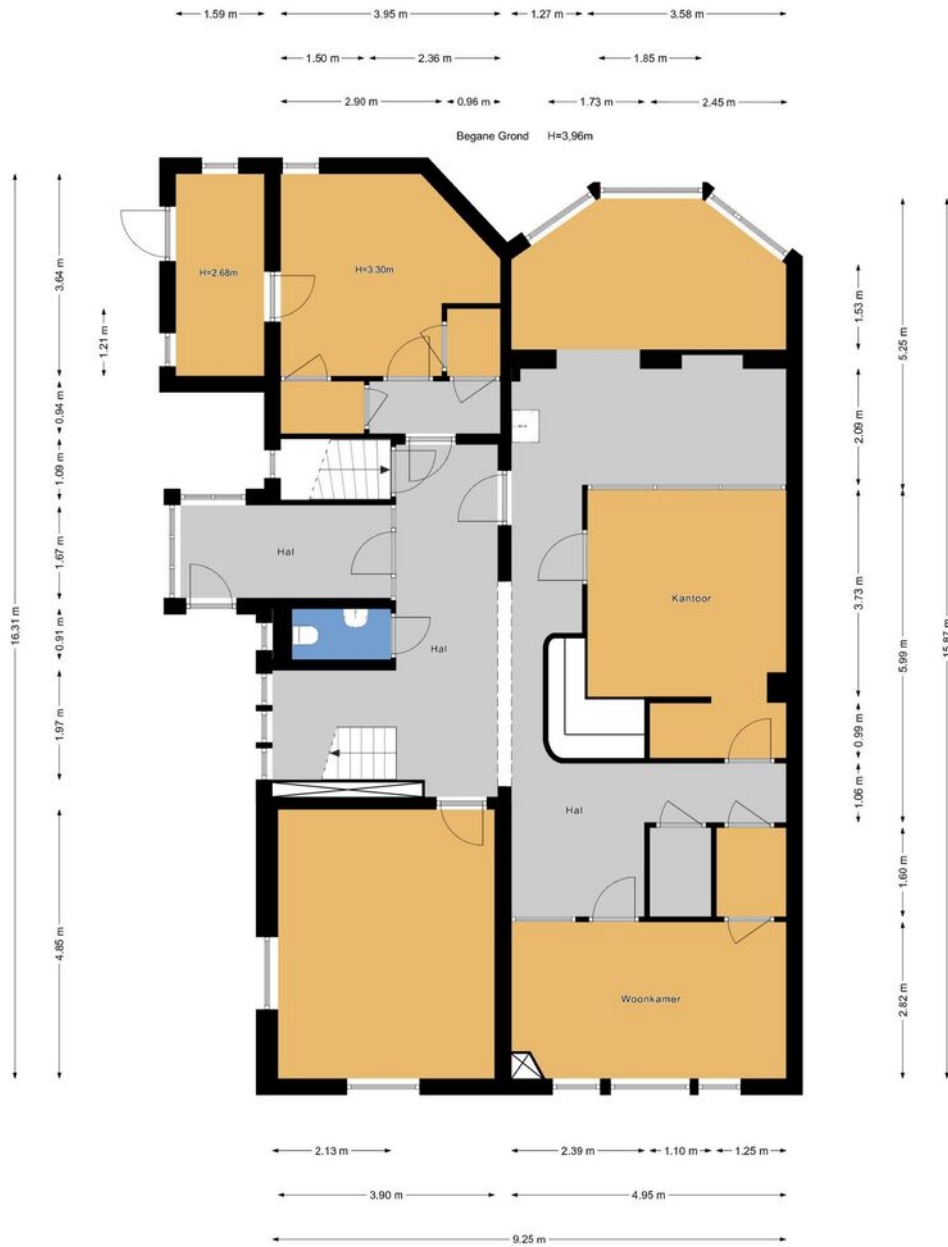 1.59 m 3.95 m 1.27 m 3.58 m
1.50 m 2.36 m 1.85 m
2.90 m 0.96 m 1.73 m 2.45 m
Begane Grond H=3,96m
H=2.68m
H=3.30m
Hal
Hal
Kantoor
Hal
Woonkamer
16.31 m
3.64 m
0.94 m
1.09 m
1.67 m
0.91 m
1.97 m
4.85 m
1.21 m
1.53 m
2.09 m
3.73 m
0.99 m
1.06 m
5.25 m
5.99 m
1.60 m
2.82 m
15.87 m
2.13 m 2.39 m 1.10 m 1.25 m
3.90 m 4.95 m
9.25 m